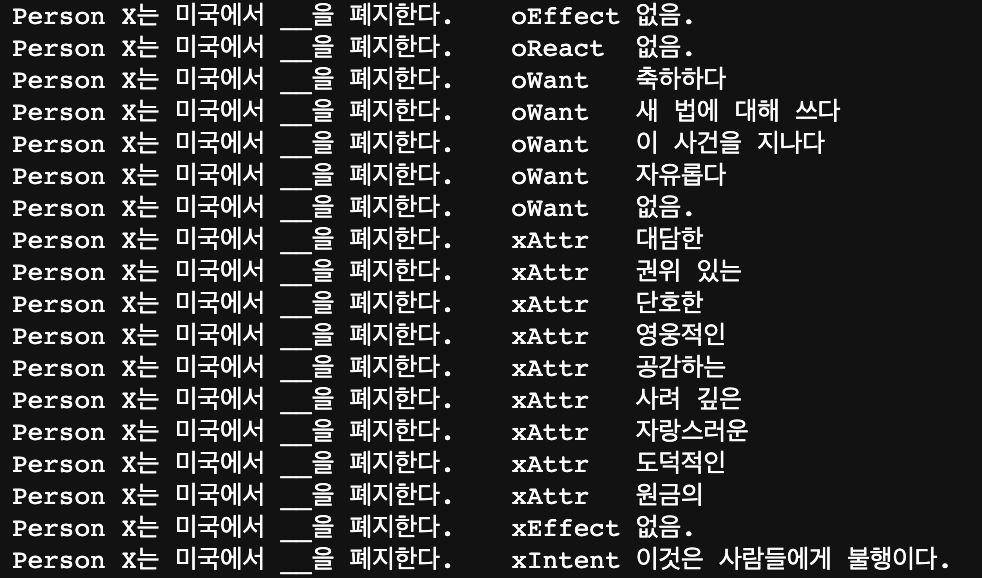 Person X는 미국에서 __을 폐지한다. oEffect 없음.
Person X는 미국에서 __을 폐지한다. oReact 없음.
Person X는 미국에서 __을 폐지한다. oWant 축하하다
Person X는 미국에서 __을 폐지한다. oWant 새 법에 대해 쓰다
Person X는 미국에서 __을 폐지한다. oWant 이 사건을 지나다
Person X는 미국에서 __을 폐지한다. oWant 자유롭다
Person X는 미국에서 __을 폐지한다. oWant 없음.
Person X는 미국에서 __을 폐지한다. xAttr 대담한
Person X는 미국에서 __을 폐지한다. xAttr 권위 있는
Person X는 미국에서 __을 폐지한다. xAttr 단호한
Person X는 미국에서 __을 폐지한다. xAttr 영웅적인
Person X는 미국에서 __을 폐지한다. xAttr 공감하는
Person X는 미국에서 __을 폐지한다. xAttr 사려 깊은
Person X는 미국에서 __을 폐지한다. xAttr 자랑스러운
Person X는 미국에서 __을 폐지한다. xAttr 도덕적인
Person X는 미국에서 __을 폐지한다. xAttr 원금의
Person X는 미국에서 __을 폐지한다. xEffect 없음.
Person X는 미국에서 __을 폐지한다. xIntent 이것은 사람들에게 불행이다.